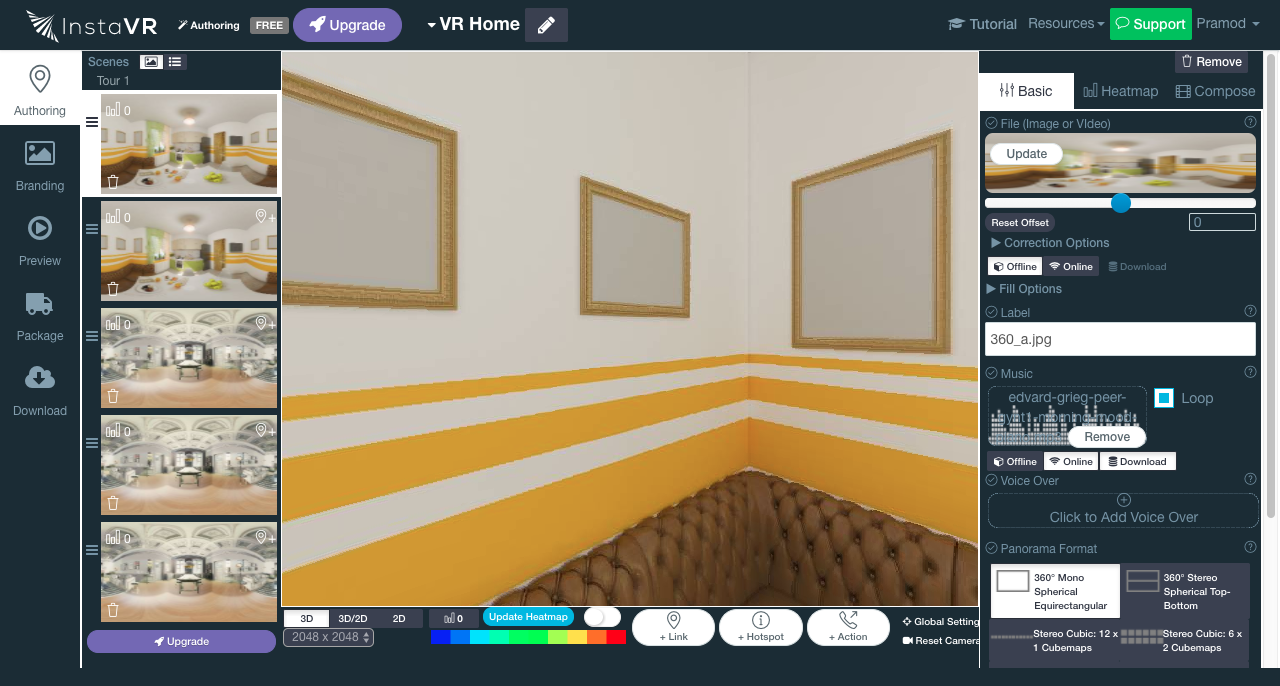 InstaVR
Authoring
FREE
Upgrade
VR Home
Tutorial
Resources
Support
Pramod
Authoring
Branding
Preview
Package
Download
Scenes
Tour 1
0
0
+
0
+
0
+
0
+
Upgrade
3D
3D/2D
2D
0
Update Heatmap
2048 x 2048
+ Link
+ Hotspot
+ Action
Global Setting
Reset Camera
Remove
Basic
Heatmap
Compose
File (Image or VIdeo)
Update
Reset Offset
0
Correction Options
Offline
Online
Download
Fill Options
Label
360_a.jpg
Music
edvard-grieg-peer-
Loop
Remove
Offline
Online
Download
Voice Over
Click to Add Voice Over
Panorama Format
360° Mono
Spherical
Equirectangular
360° Stereo
Spherical Top-
Bottom
Stereo Cubic: 12 x
1 Cubemaps
Stereo Cubic: 6 x
2 Cubemaps